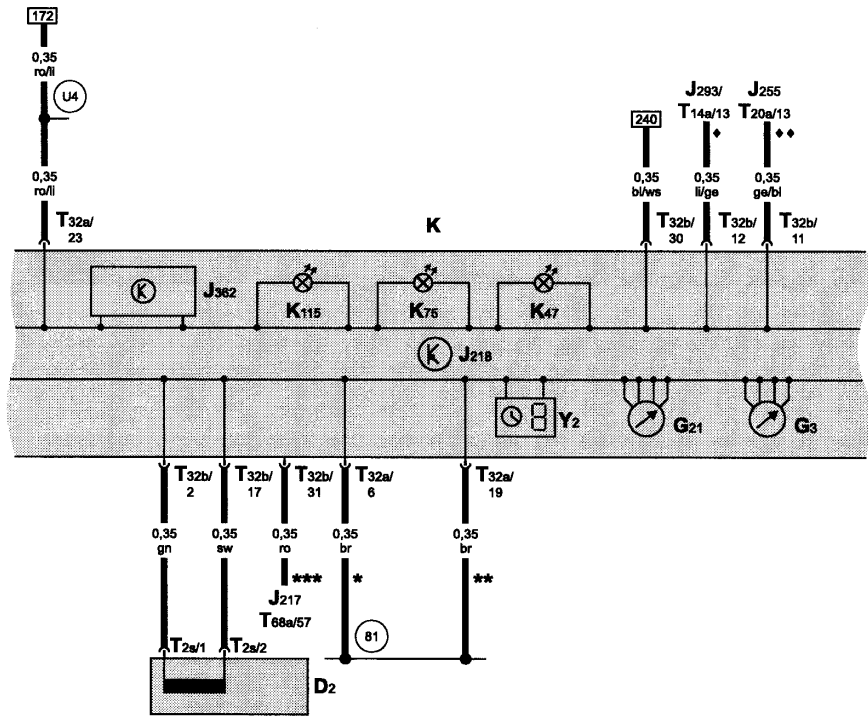 172
0,35
ro/li
U4
0,35
ro/li
T32a/
23
K
J293/
T14a/13
J255
T20a/13
240
0,35
bl/ws
0,35
li/ge
0,35
ge/bl
T32b/
30
T32b/
12
T32b/
11
J362
K115
K75
K47
J218
Y2
G21
G3
T32b/
2
T32b/
17
T32b/
31
T32a/
6
T32a/
19
0,35
gn
0,35
sw
0,35
ro
0,35
br
0,35
br
***
*
**
J217
T68a/57
81
T2s/1
T2s/2
D2